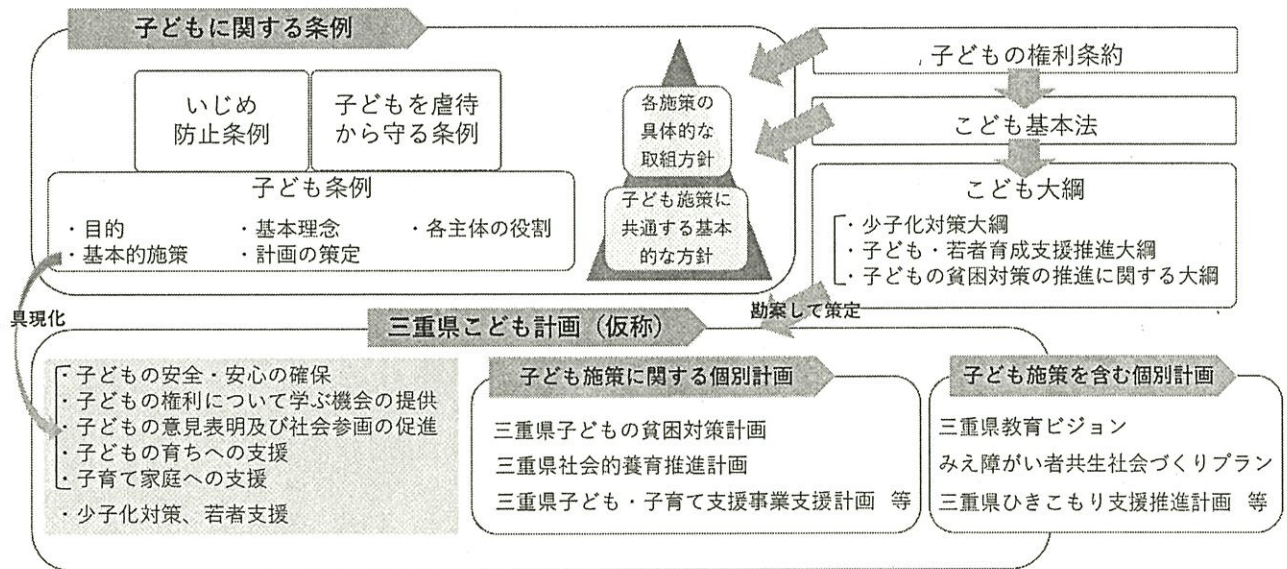 子どもに関する条例
いじめ
防止条例
子どもを虐待
から守る条例
子ども条例
・目的 ・基本理念 ・各主体の役割
・基本的施策 ・計画の策定
各施策の
具体的な
取組方針
子ども施策に
共通する基本
的な方針
子どもの権利条約
こども基本法
こども大綱
・少子化対策大綱
・子ども・若者育成支援推進大綱
・子どもの貧困対策の推進に関する大綱
具現化
勘案して策定
三重県こども計画（仮称）
・子どもの安全・安心の確保
・子どもの権利について学ぶ機会の提供
・子どもの意見表明及び社会参画の促進
・子どもの育ちへの支援
・子育て家庭への支援
・少子化対策、若者支援
子ども施策に関する個別計画
三重県子どもの貧困対策計画
三重県社会的養育推進計画
三重県子ども・子育て支援事業支援計画 等
子ども施策を含む個別計画
三重県教育ビジョン
みえ障がい者共生社会づくりプラン
三重県ひきこもり支援推進計画 等